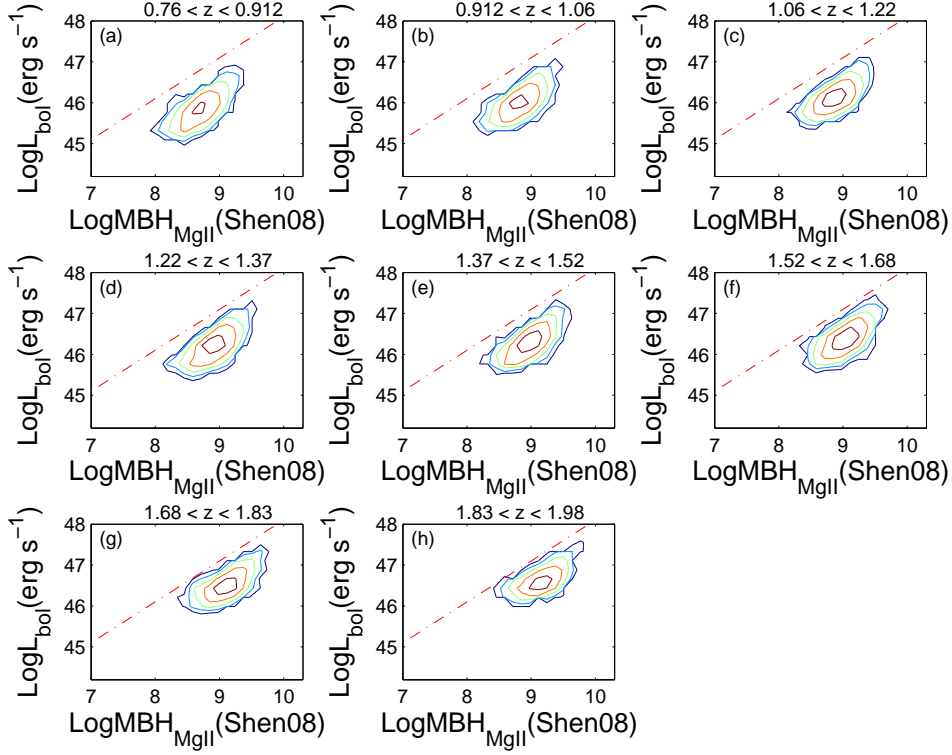 0.76 < z < 0.912
(a)
48
47
46
45
7 8 9 10
LogL_bol(erg s⁻¹)
LogMBH_MgII(Shen08)
0.912 < z < 1.06
(b)
48
47
46
45
7 8 9 10
LogL_bol(erg s⁻¹)
LogMBH_MgII(Shen08)
1.06 < z < 1.22
(c)
48
47
46
45
7 8 9 10
LogL_bol(erg s⁻¹)
LogMBH_MgII(Shen08)
1.22 < z < 1.37
(d)
48
47
46
45
7 8 9 10
LogL_bol(erg s⁻¹)
LogMBH_MgII(Shen08)
1.37 < z < 1.52
(e)
48
47
46
45
7 8 9 10
LogL_bol(erg s⁻¹)
LogMBH_MgII(Shen08)
1.52 < z < 1.68
(f)
48
47
46
45
7 8 9 10
LogL_bol(erg s⁻¹)
LogMBH_MgII(Shen08)
1.68 < z < 1.83
(g)
48
47
46
45
7 8 9 10
LogL_bol(erg s⁻¹)
LogMBH_MgII(Shen08)
1.83 < z < 1.98
(h)
48
47
46
45
7 8 9 10
LogL_bol(erg s⁻¹)
LogMBH_MgII(Shen08)